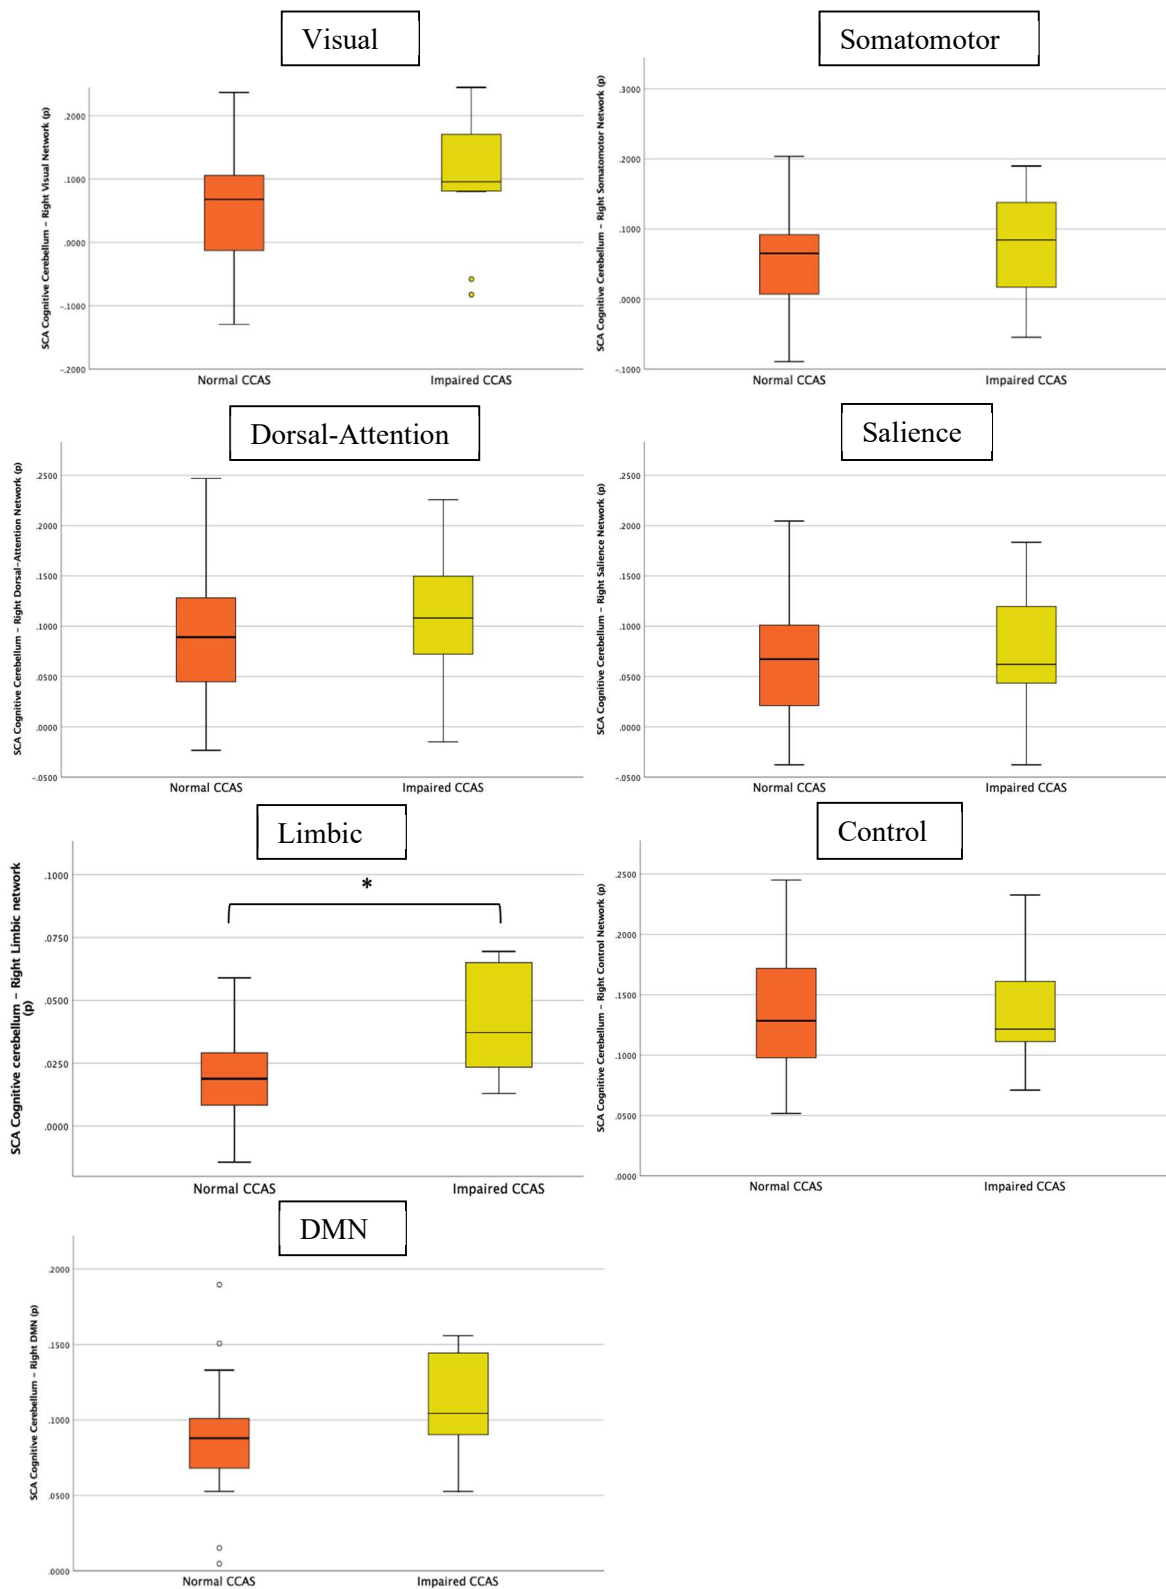 Visual
SCA Cognitive Cerebellum – Right Visual Network (p)
.2000
.1000
.0000
-.1000
-.2000
Normal CCAS
Impaired CCAS
Somatomotor
SCA Cognitive Cerebellum – Right Somatomotor Network (p)
.3000
.2000
.1000
.0000
-.1000
Normal CCAS
Impaired CCAS
Dorsal-Attention
SCA Cognitive Cerebellum – Right Dorsal-Attention Network (p)
.2500
.2000
.1500
.1000
.0500
.0000
-.0500
Normal CCAS
Impaired CCAS
Salience
SCA Cognitive Cerebellum – Right Salience Network (p)
.2500
.2000
.1500
.1000
.0500
.0000
-.0500
Normal CCAS
Impaired CCAS
Limbic
SCA Cognitive cerebellum – Right Limbic network
(p)
.1000
.0750
.0500
.0250
.0000
*
Normal CCAS
Impaired CCAS
Control
SCA Cognitive Cerebellum – Right Control Network (p)
.2500
.2000
.1500
.1000
.0500
.0000
Normal CCAS
Impaired CCAS
DMN
SCA Cognitive Cerebellum – Right DMN (p)
.2000
.1500
.1000
.0500
.0000
Normal CCAS
Impaired CCAS